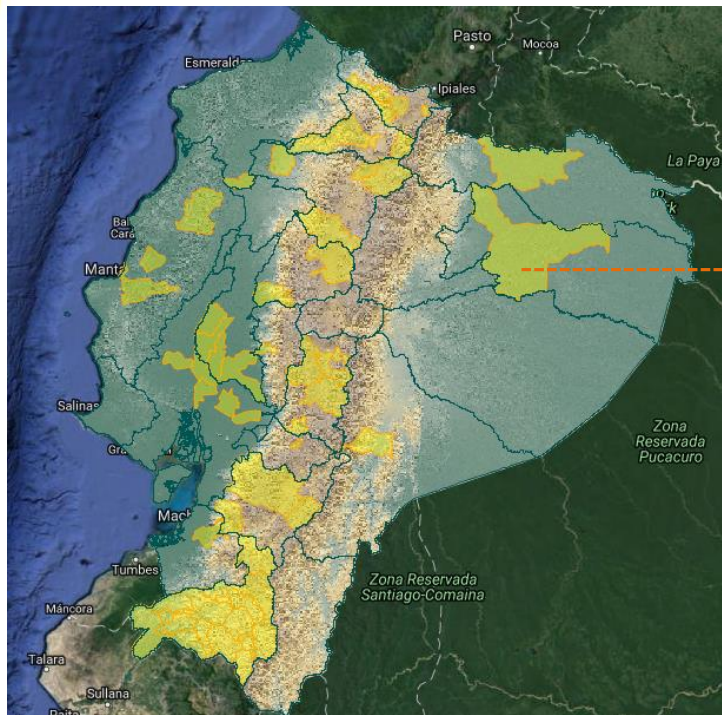 Pasto
Mocoa
Esmeraldas
Ipiales
La Paya
Manta
Salinas
Zona
Reservada
Pucacuro
Mach
Tumbes
Zona Reservada
Santiago-Comaina
Máncora
Talara
Sullana